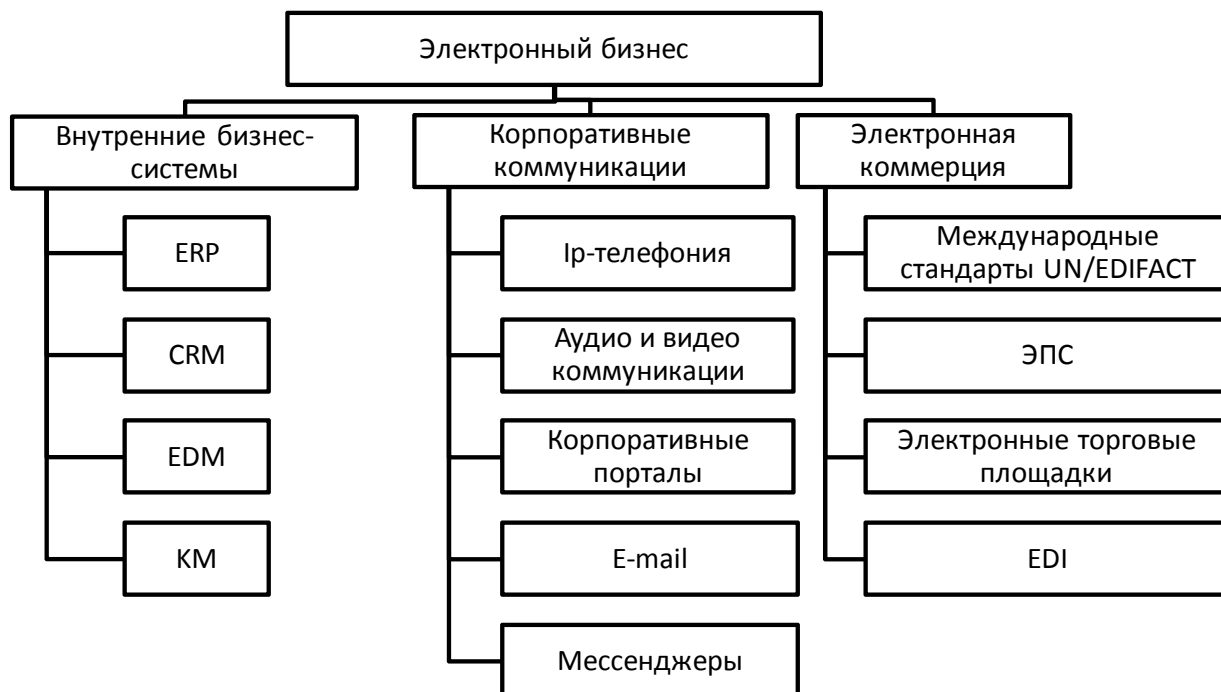 Электронный бизнес
Внутренние бизнес-
системы
ERP
CRM
EDM
KM
Корпоративные
коммуникации
Ip-телефония
Аудио и видео
коммуникации
Корпоративные
порталы
E-mail
Мессенджеры
Электронная
коммерция
Международные
стандарты UN/EDIFACT
ЭПС
Электронные торговые
площадки
EDI